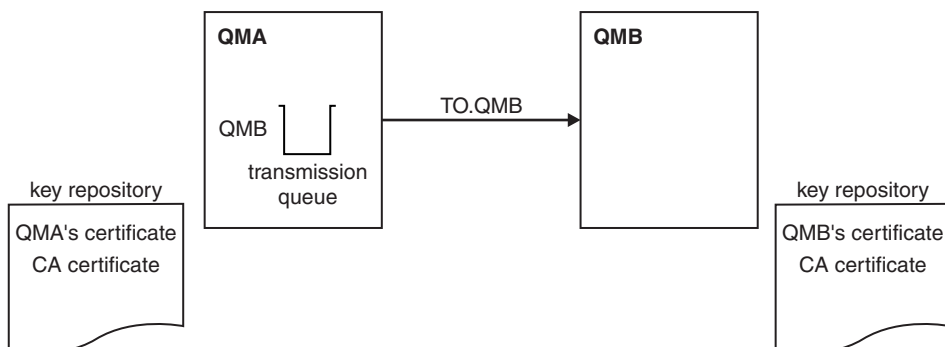 QMA
QMB
TO.QMB
QMB
transmission
queue
key repository
QMA's certificate
CA certificate
key repository
QMB's certificate
CA certificate